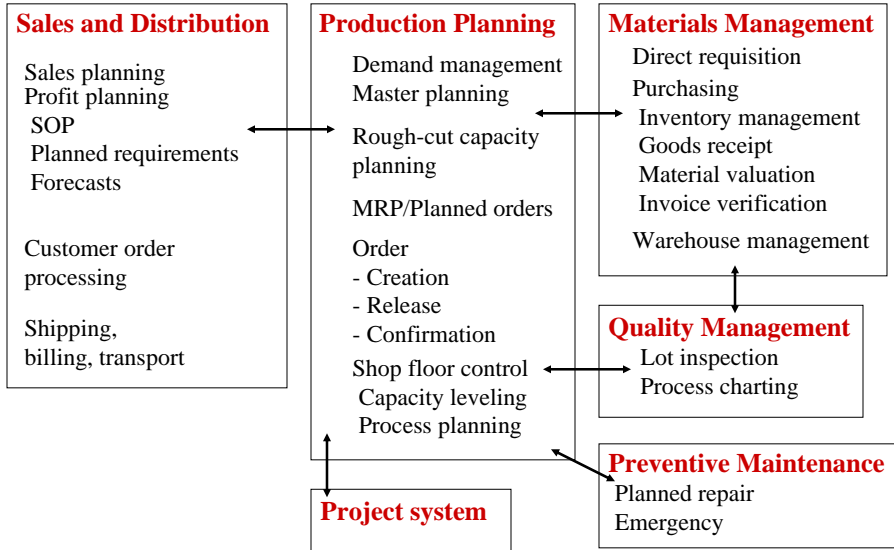 Sales and Distribution
Sales planning
Profit planning
SOP
Planned requirements
Forecasts
Customer order
processing
Shipping,
billing, transport
Production Planning
Demand management
Master planning
Rough-cut capacity
planning
MRP/Planned orders
Order
- Creation
- Release
- Confirmation
Shop floor control
Capacity leveling
Process planning
Project system
Materials Management
Direct requisition
Purchasing
Inventory management
Goods receipt
Material valuation
Invoice verification
Warehouse management
Quality Management
Lot inspection
Process charting
Preventive Maintenance
Planned repair
Emergency